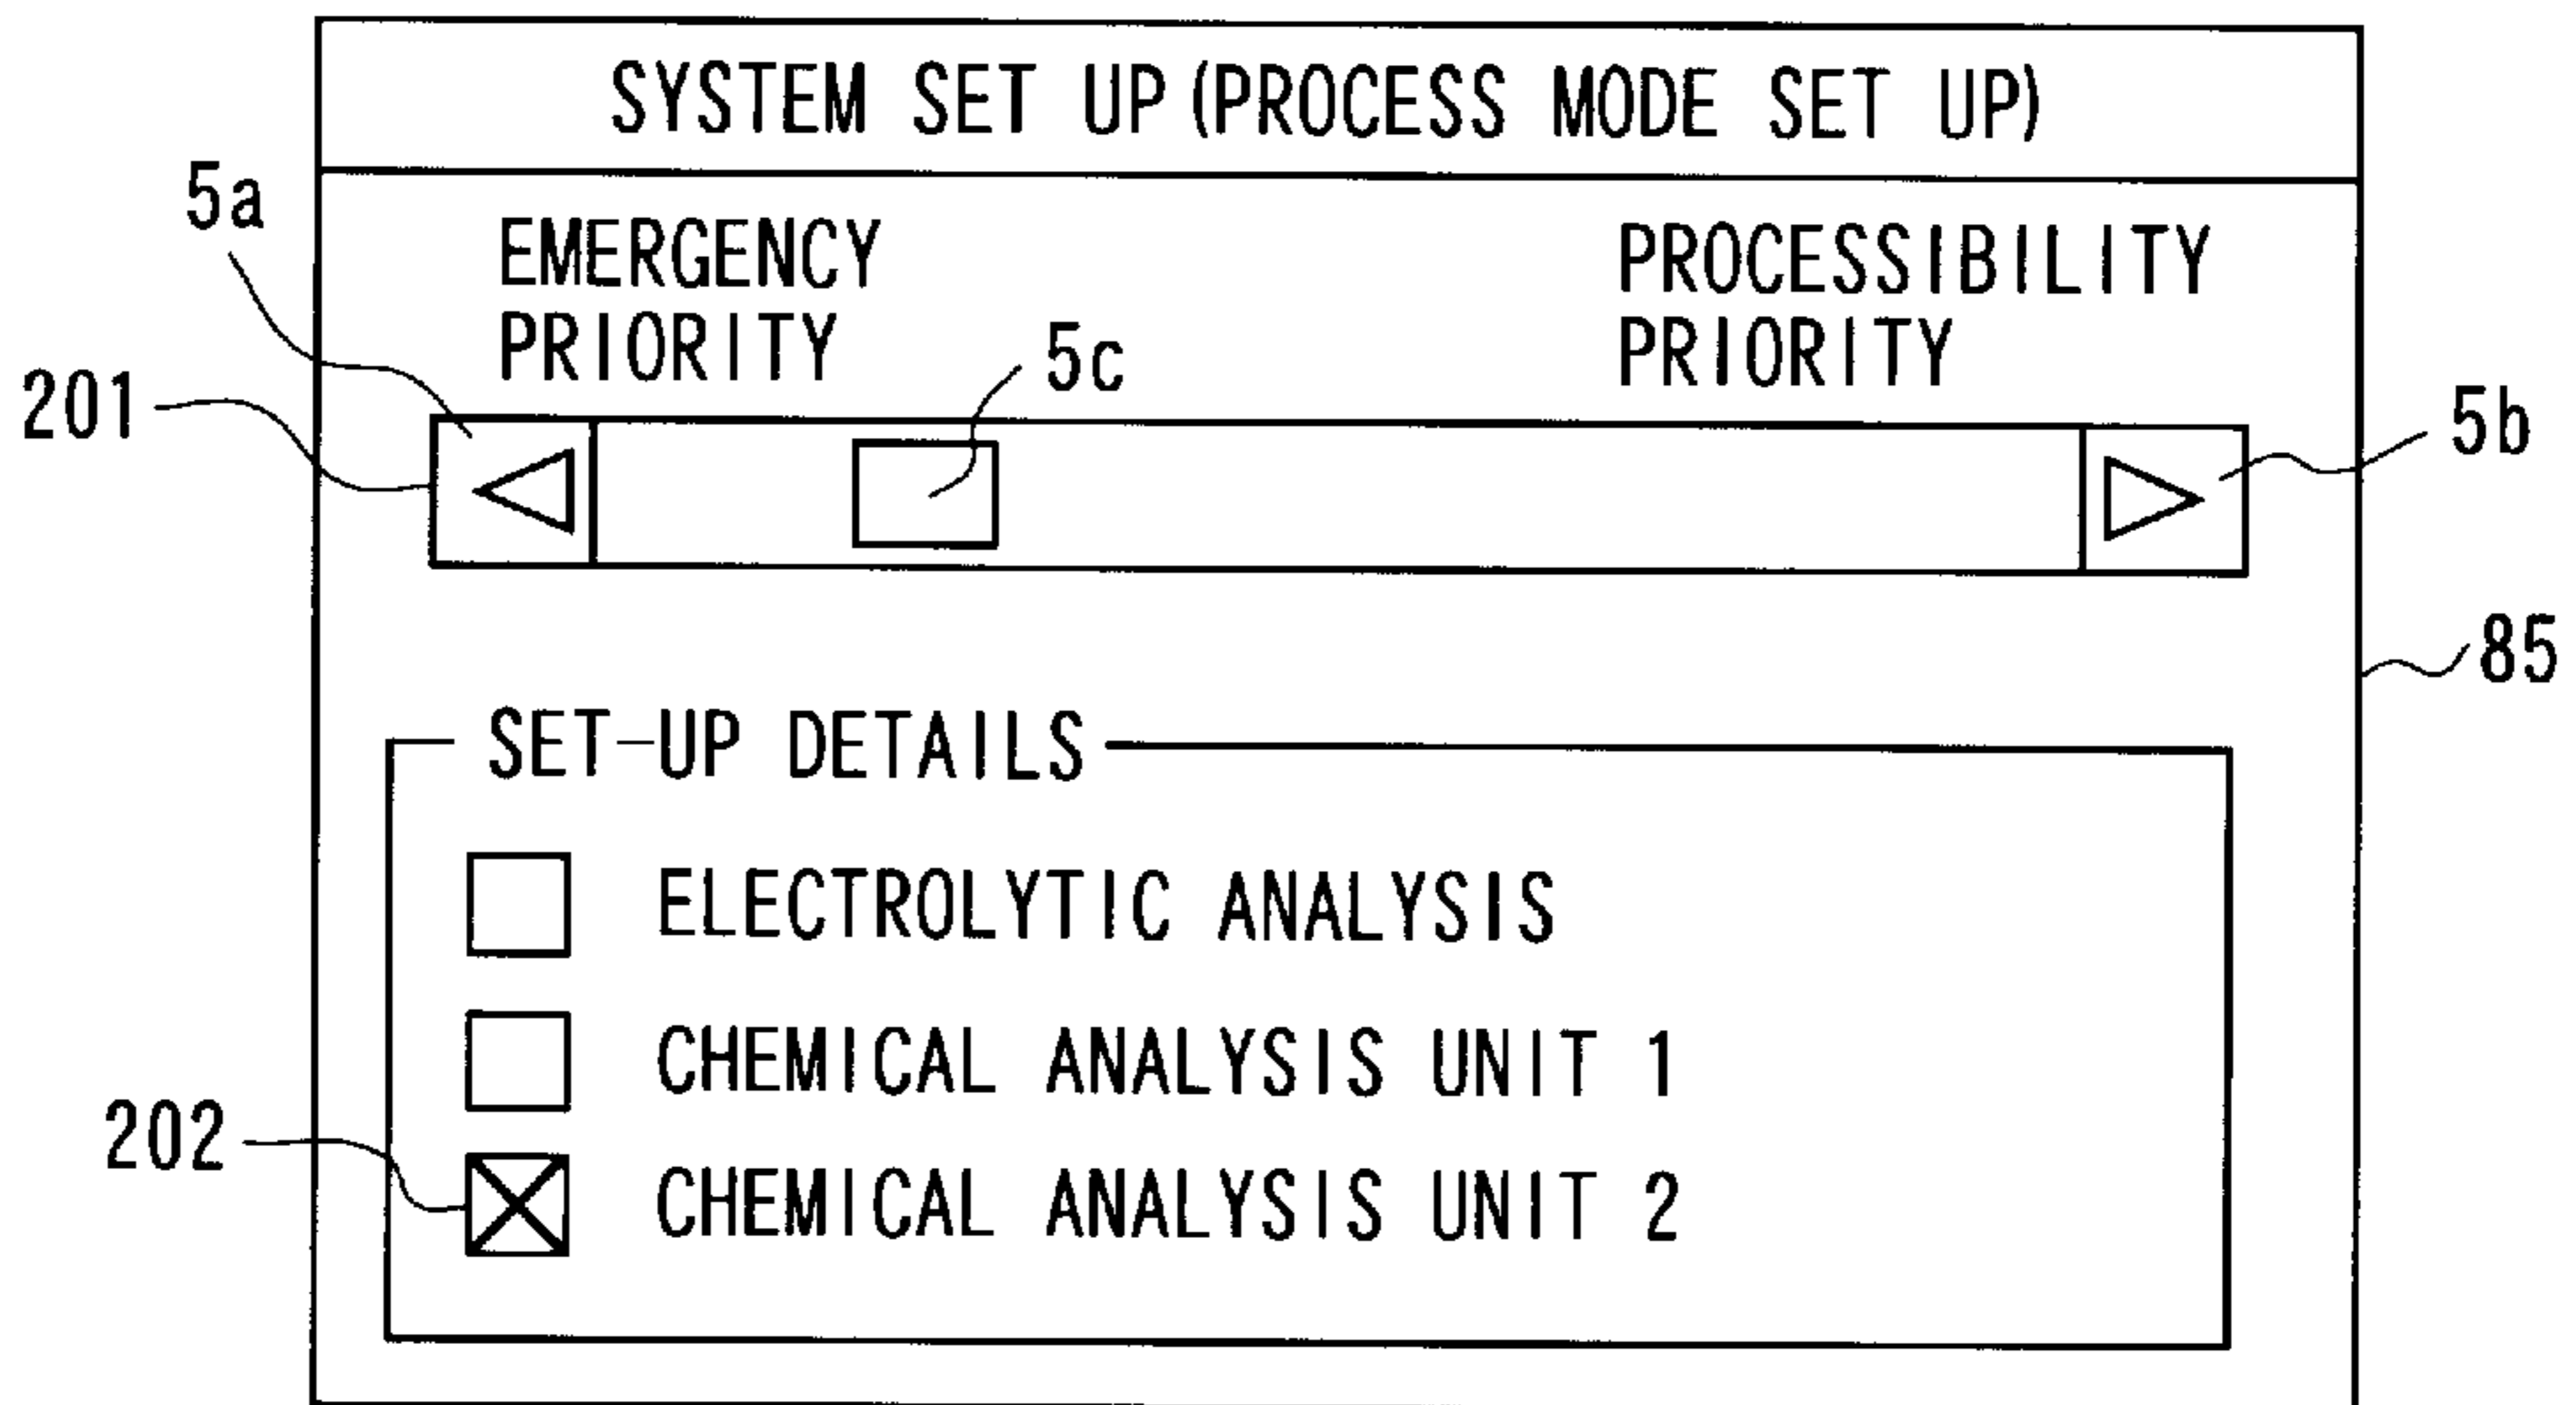 SYSTEM SET UP (PROCESS MODE SET UP)
5a
EMERGENCY
PRIORITY
PROCESSIBILITY
PRIORITY
5c
201
5b
85
SET-UP DETAILS
ELECTROLYTIC ANALYSIS
CHEMICAL ANALYSIS UNIT 1
202
CHEMICAL ANALYSIS UNIT 2